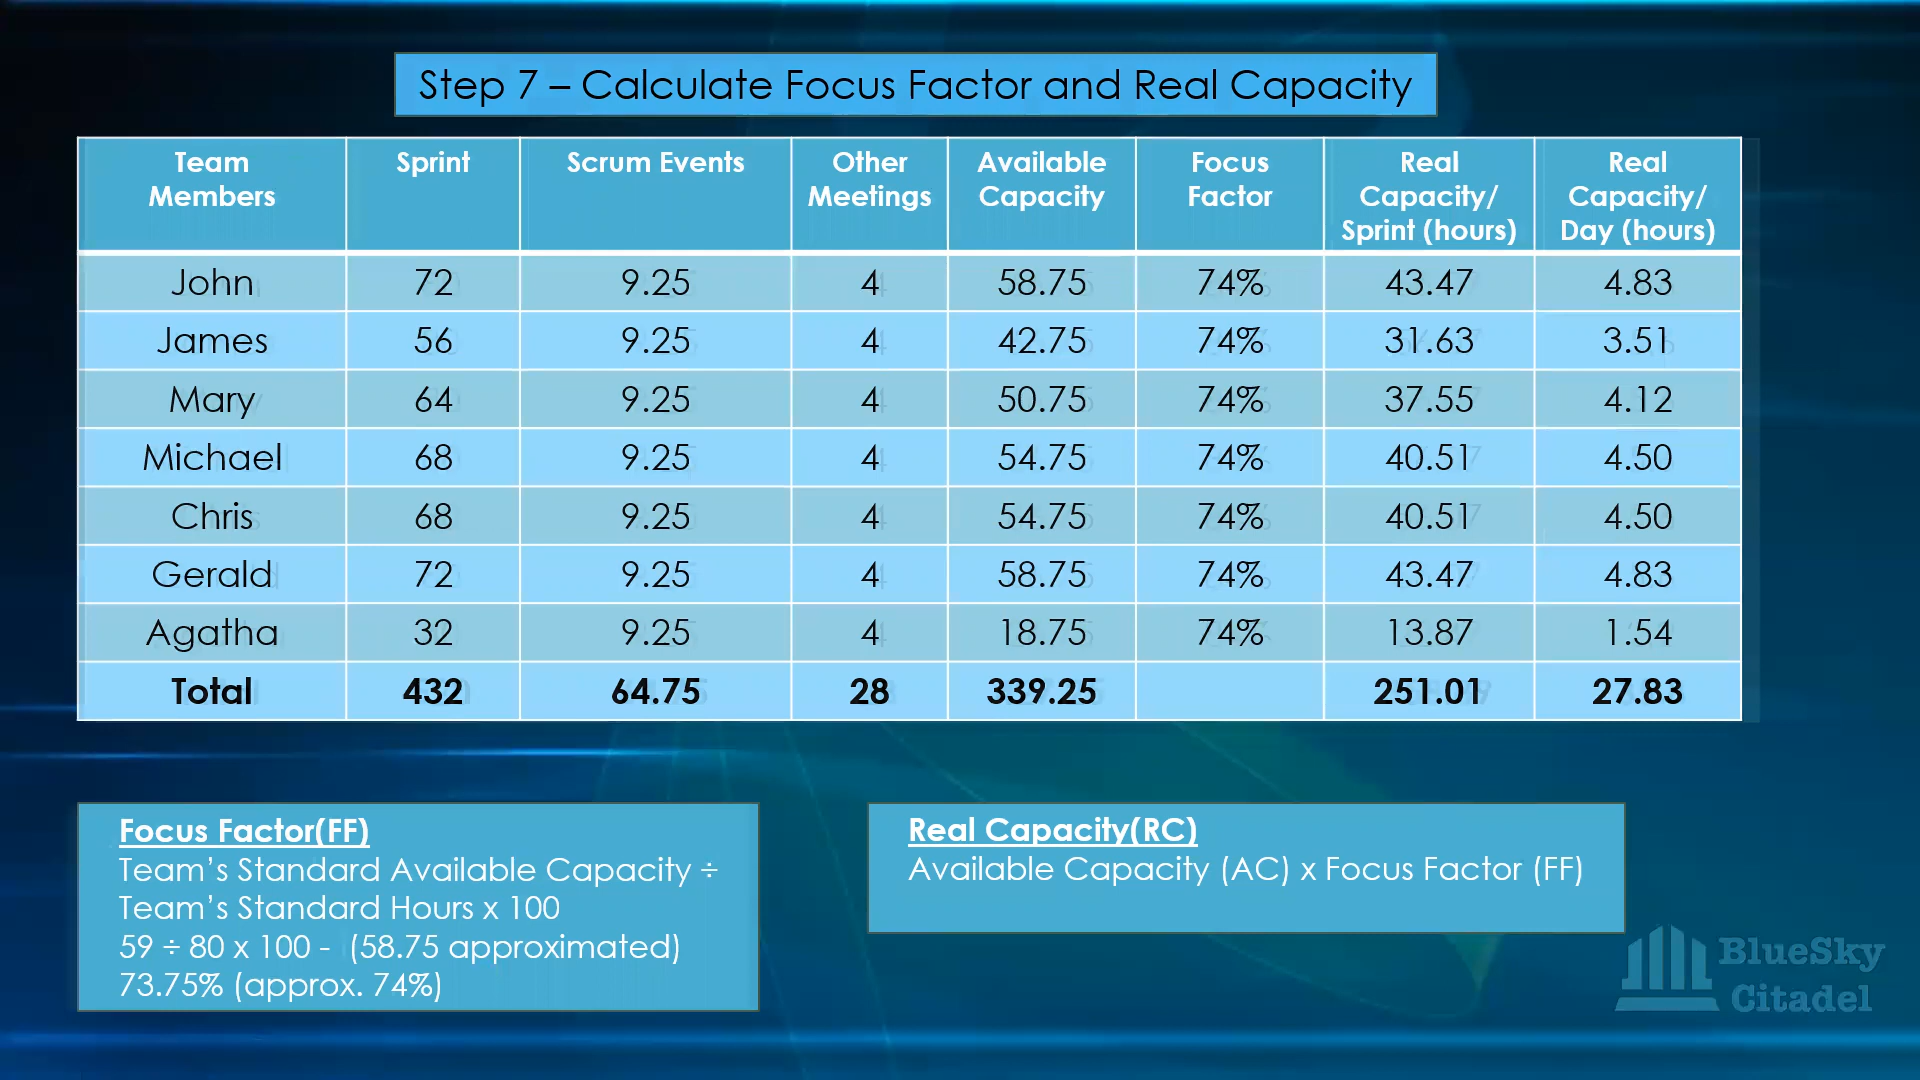 Step 7 – Calculate Focus Factor and Real Capacity
Team Members | Sprint | Scrum Events | Other Meetings | Available Capacity | Focus Factor | Real Capacity/ Sprint (hours) | Real Capacity/ Day (hours)
John | 72 | 9.25 | 4 | 58.75 | 74% | 43.47 | 4.83
James | 56 | 9.25 | 4 | 42.75 | 74% | 31.63 | 3.51
Mary | 64 | 9.25 | 4 | 50.75 | 74% | 37.55 | 4.12
Michael | 68 | 9.25 | 4 | 54.75 | 74% | 40.51 | 4.50
Chris | 68 | 9.25 | 4 | 54.75 | 74% | 40.51 | 4.50
Gerald | 72 | 9.25 | 4 | 58.75 | 74% | 43.47 | 4.83
Agatha | 32 | 9.25 | 4 | 18.75 | 74% | 13.87 | 1.54
Total | 432 | 64.75 | 28 | 339.25 | | 251.01 | 27.83
Focus Factor(FF)
Team’s Standard Available Capacity ÷
Team’s Standard Hours x 100
59 ÷ 80 x 100 - (58.75 approximated)
73.75% (approx. 74%)
Real Capacity(RC)
Available Capacity (AC) x Focus Factor (FF)
BlueSky
Citadel